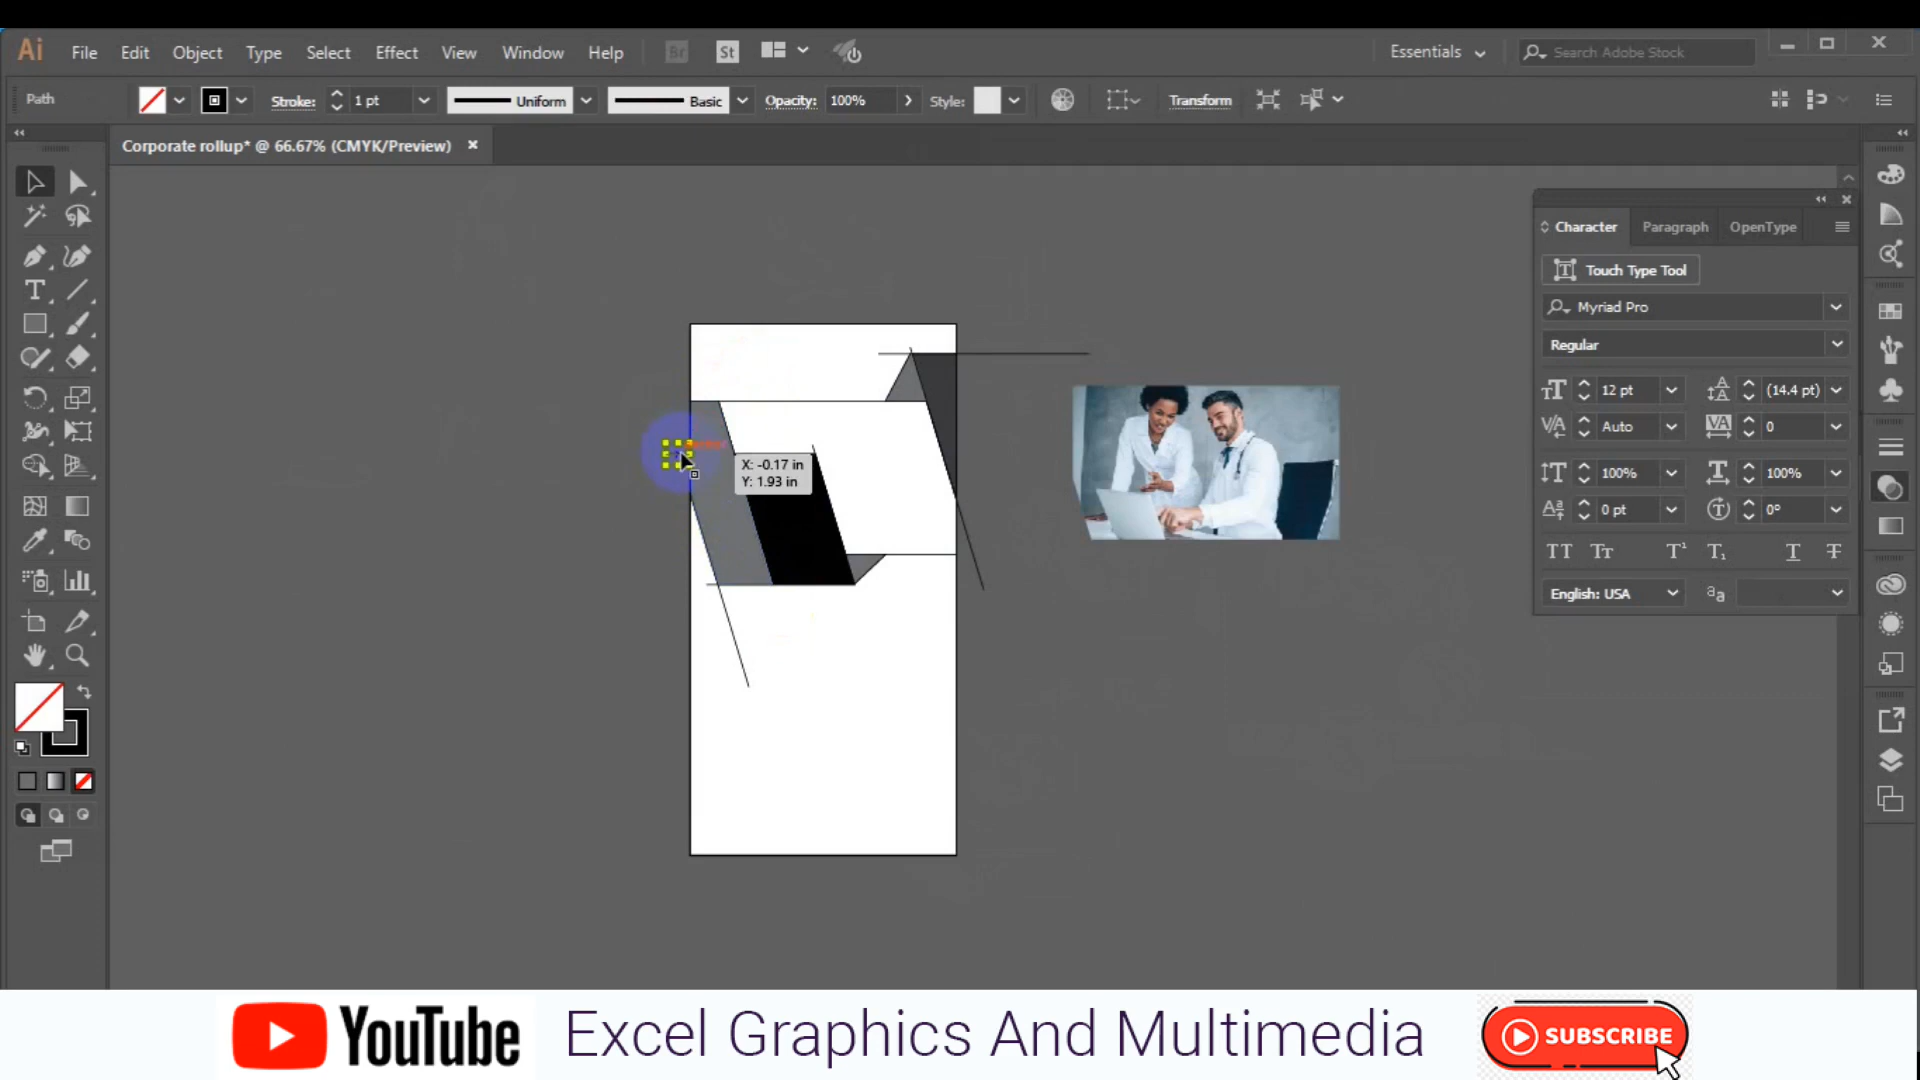 Ai File Edit Object Type Select Effect View Window Help Br St Essentials Search Adobe Stock
Path Stroke: 1 pt Uniform Basic Opacity: 100% Style: Transform
Corporate rollup* @ 66.67% (CMYK/Preview)
Character Paragraph OpenType
Touch Type Tool
Myriad Pro
Regular
12 pt (14.4 pt)
Auto 0
100% 100%
0 pt 0°
English: USA
X: -0.17 in
Y: 1.93 in
YouTube Excel Graphics And Multimedia SUBSCRIBE